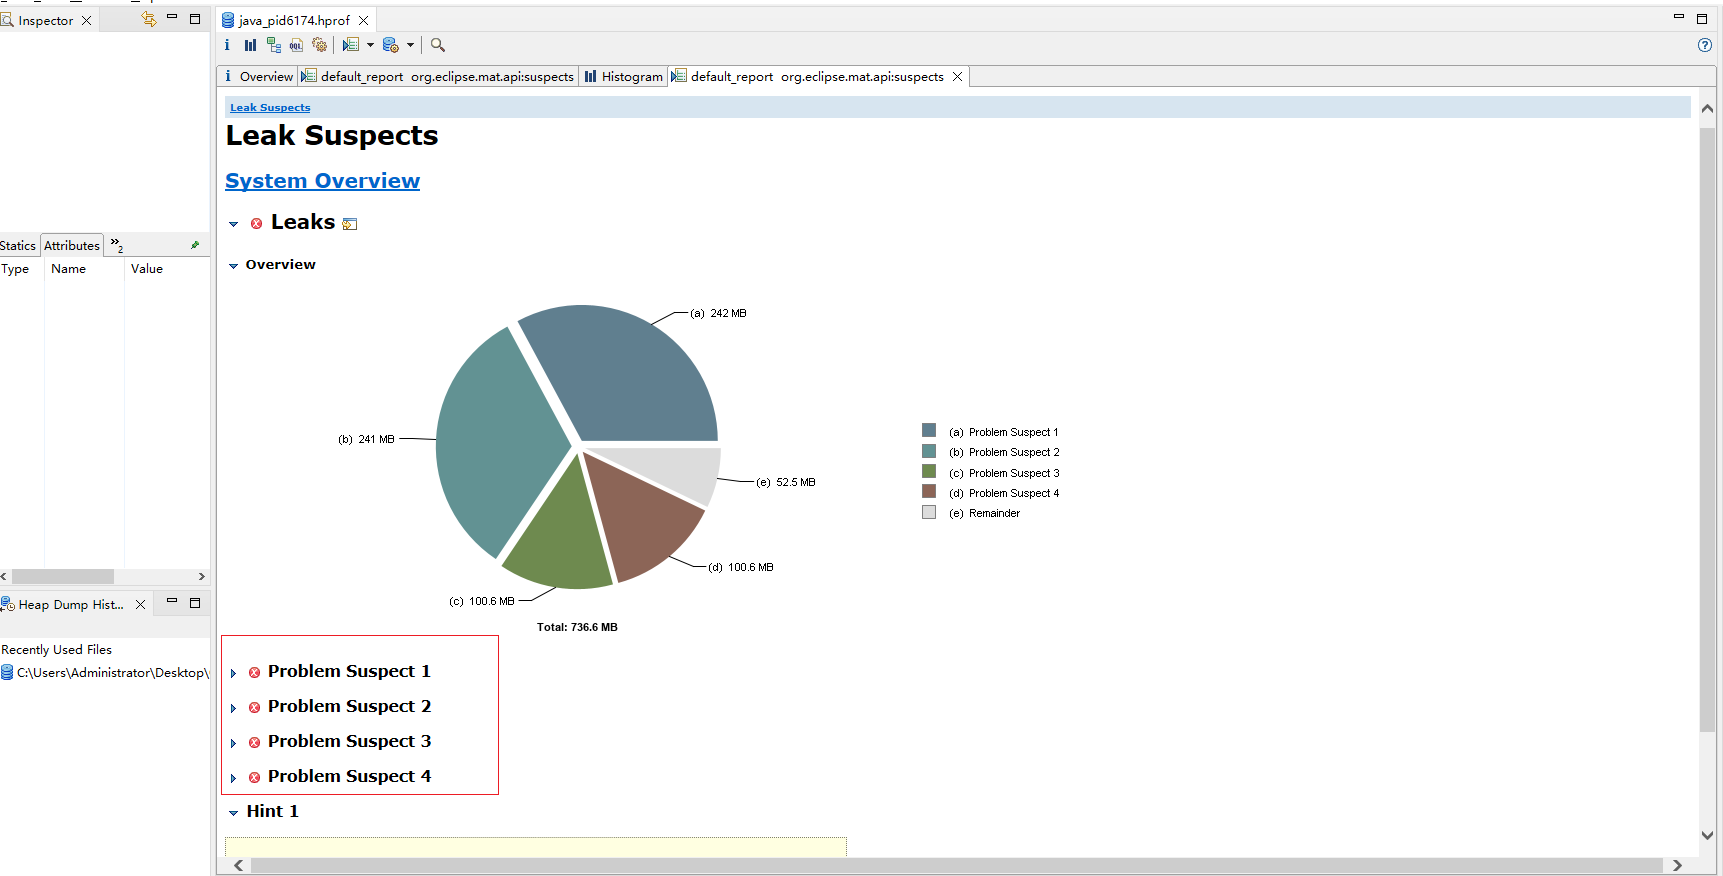 Inspector
java_pid6174.hprof
i Overview default_report org.eclipse.mat.api:suspects Histogram default_report org.eclipse.mat.api:suspects
Leak Suspects
Leak Suspects
System Overview
Leaks
Overview
(a) 242 MB
(b) 241 MB
(e) 52.5 MB
(d) 100.6 MB
(c) 100.6 MB
Total: 736.6 MB
(a) Problem Suspect 1
(b) Problem Suspect 2
(c) Problem Suspect 3
(d) Problem Suspect 4
(e) Remainder
Problem Suspect 1
Problem Suspect 2
Problem Suspect 3
Problem Suspect 4
Hint 1
Statics Attributes »2
Type Name Value
Heap Dump Hist...
Recently Used Files
C:\Users\Administrator\Desktop\